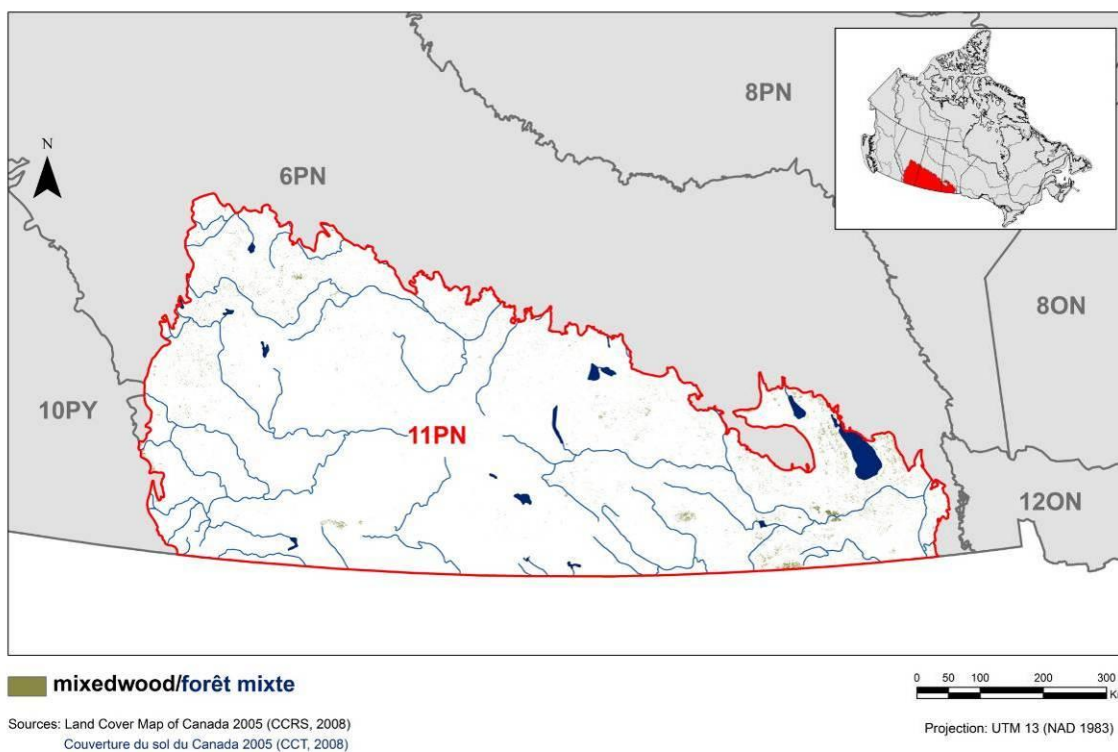 8PN
6PN
N
8ON
10PY
11PN
12ON
mixedwood/forêt mixte
0 50 100 200 300
K
Sources: Land Cover Map of Canada 2005 (CCRS, 2008)
Couverture du sol du Canada 2005 (CCT, 2008)
Projection: UTM 13 (NAD 1983)